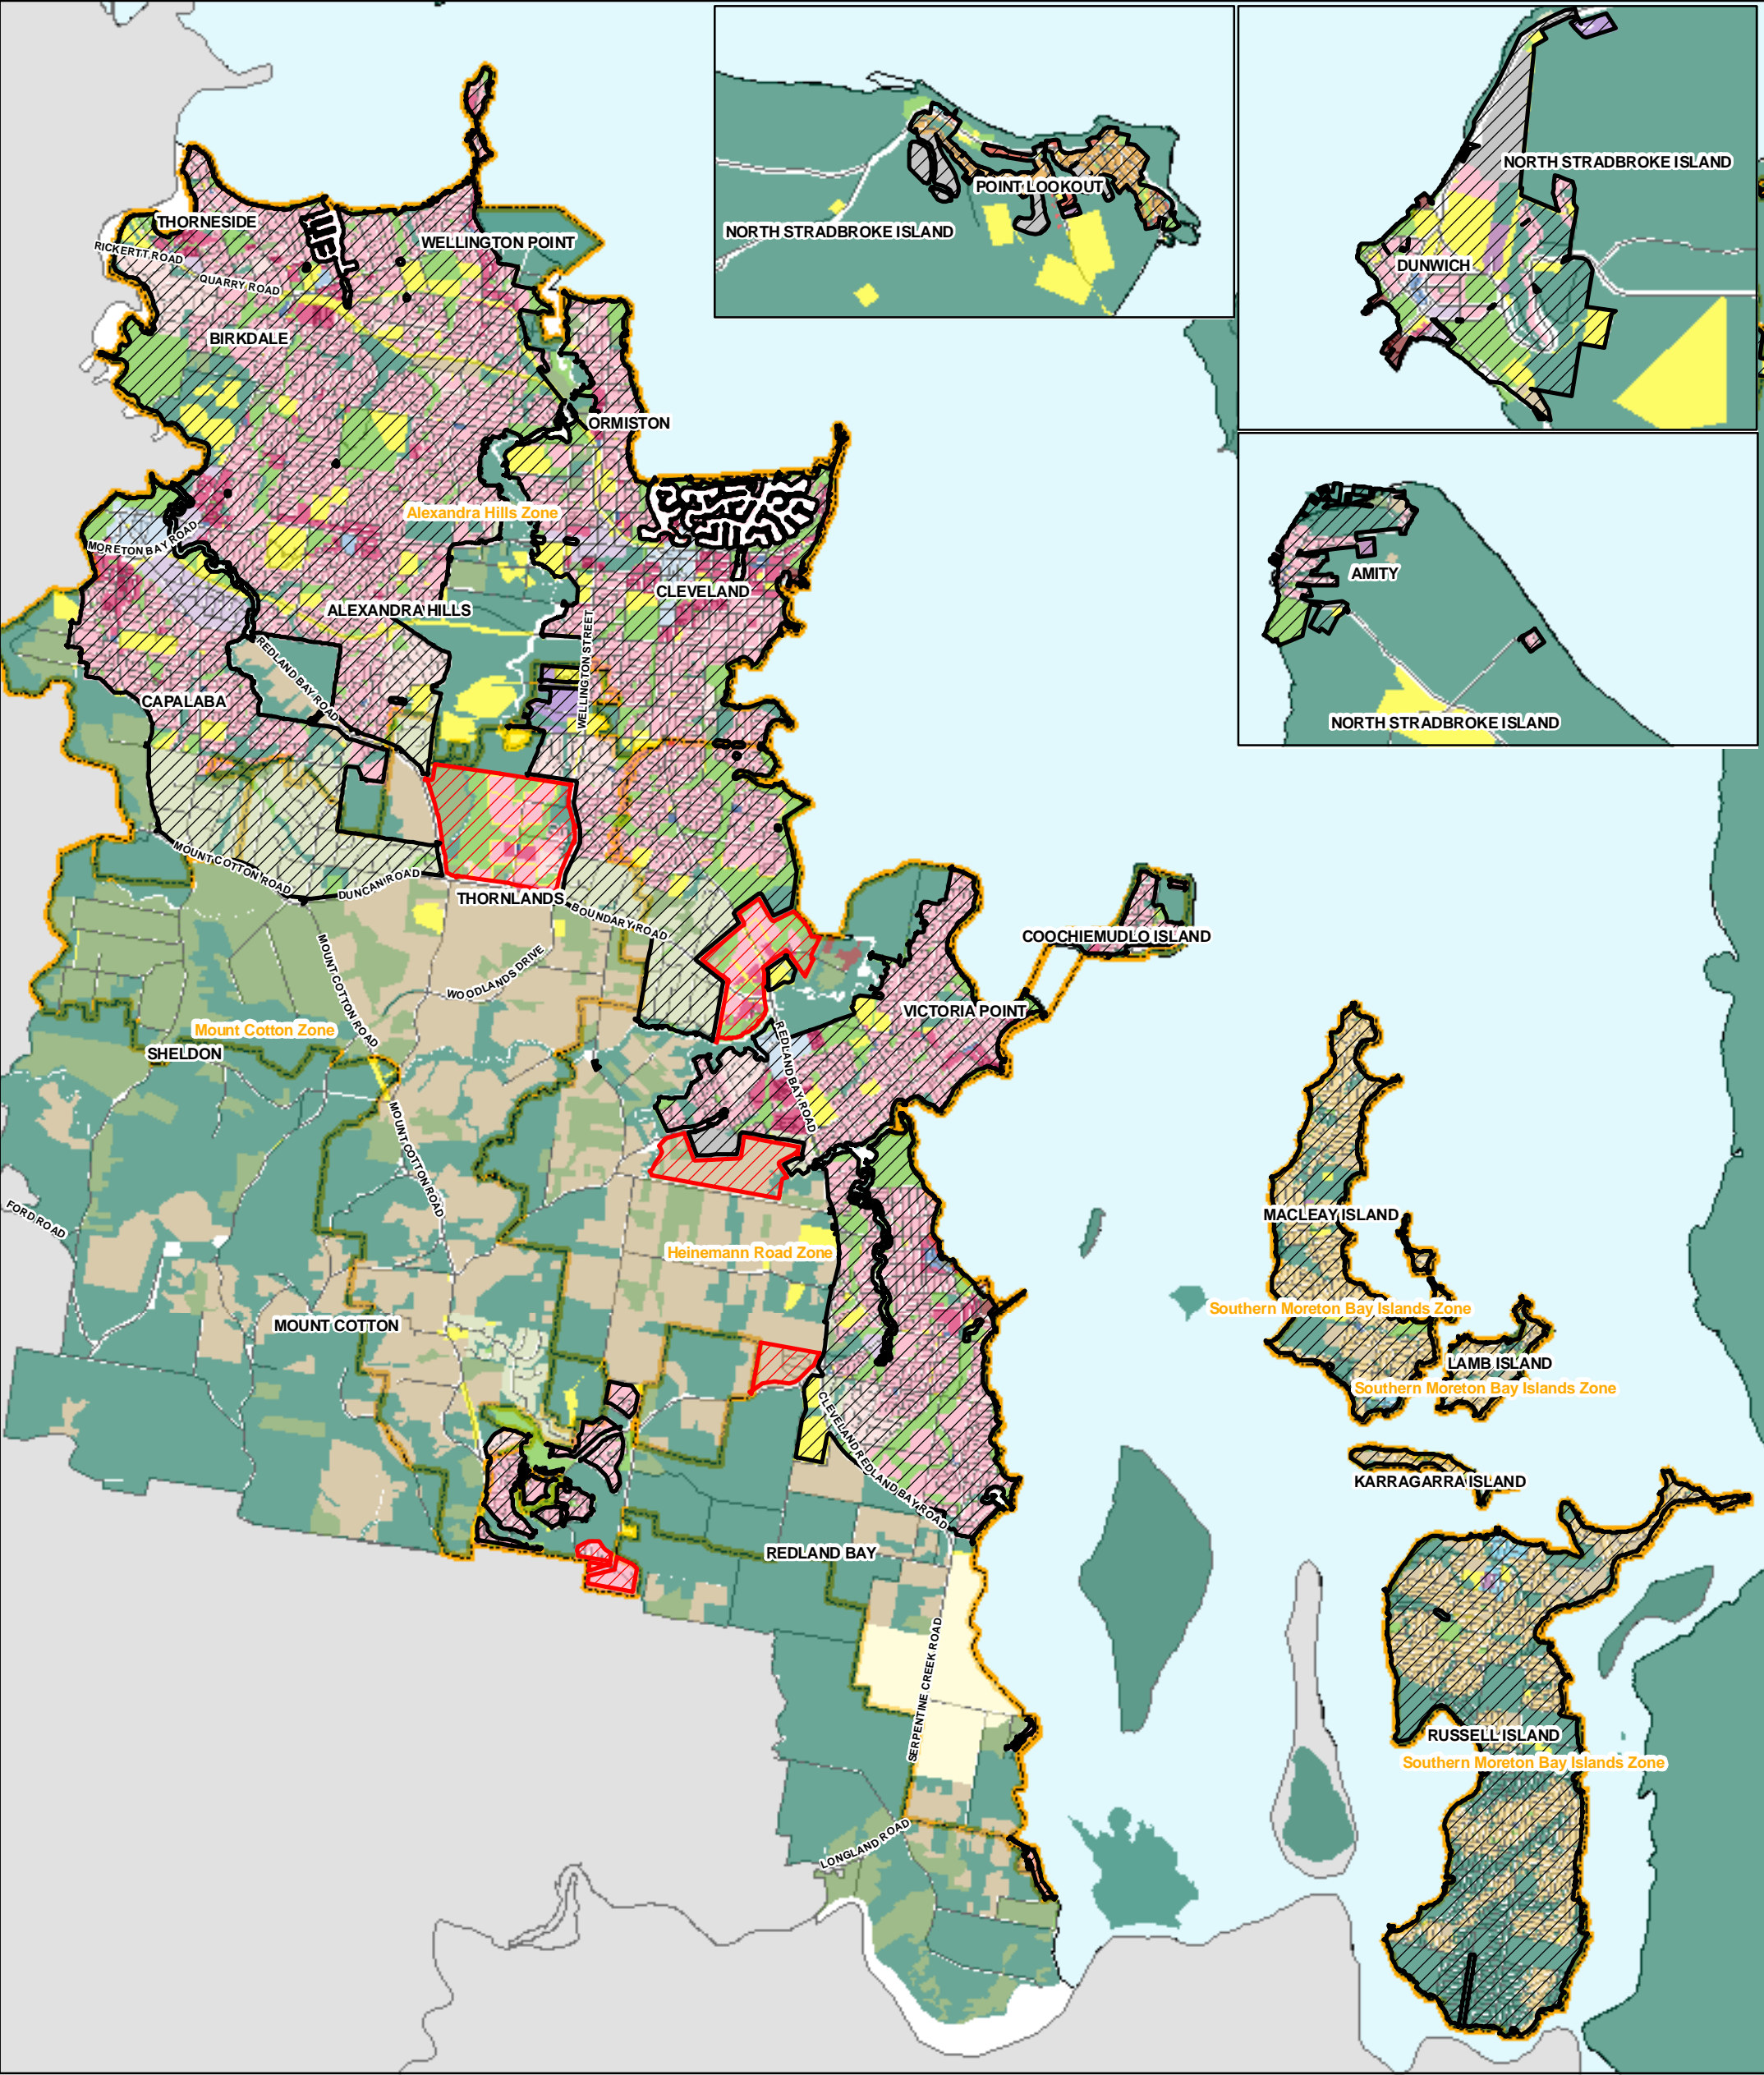 THORNESIDE
WELLINGTON POINT
RICKERTT ROAD
QUARRY ROAD
BIRKDALE
NORTH STRADBROKE ISLAND
POINT LOOKOUT
NORTH STRADBROKE ISLAND
DUNWICH
ORMISTON
Alexandra Hills Zone
MORETON BAY ROAD
AMITY
CLEVELAND
ALEXANDRA HILLS
WELLINGTON STREET
REDLAND BAY ROAD
CAPALABA
NORTH STRADBROKE ISLAND
MOUNT COTTON ROAD
DUNCAN ROAD
THORNLANDS
BOUNDARY ROAD
COOCHIEMUDLO ISLAND
MOUNT COTTON ROAD
WOODLANDS DRIVE
VICTORIA POINT
Mount Cotton Zone
SHELDON
REDLAND BAY ROAD
MOUNT COTTON ROAD
FORD ROAD
MACLEAY ISLAND
Heinemann Road Zone
Southern Moreton Bay Islands Zone
MOUNT COTTON
LAMB ISLAND
Southern Moreton Bay Islands Zone
CLEVELAND REDLAND BAY ROAD
KARRAGARRA ISLAND
REDLAND BAY
SERPENTINE CREEK ROAD
RUSSELL ISLAND
Southern Moreton Bay Islands Zone
LONGLAND ROAD